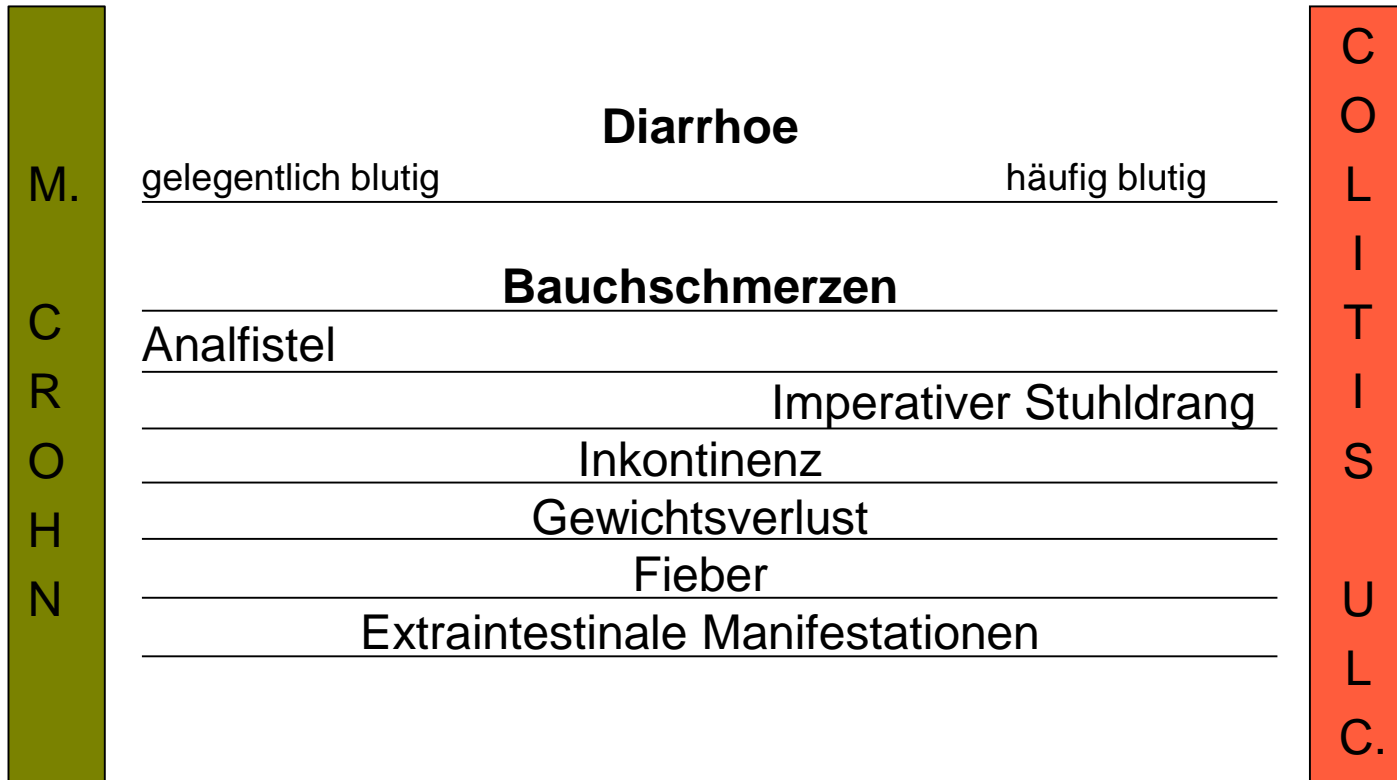 M. CROHN
Diarrhoe
gelegentlich blutig häufig blutig
Bauchschmerzen
Analfistel
Imperativer Stuhldrang
Inkontinenz
Gewichtsverlust
Fieber
Extraintestinale Manifestationen
COLITIS ULC.